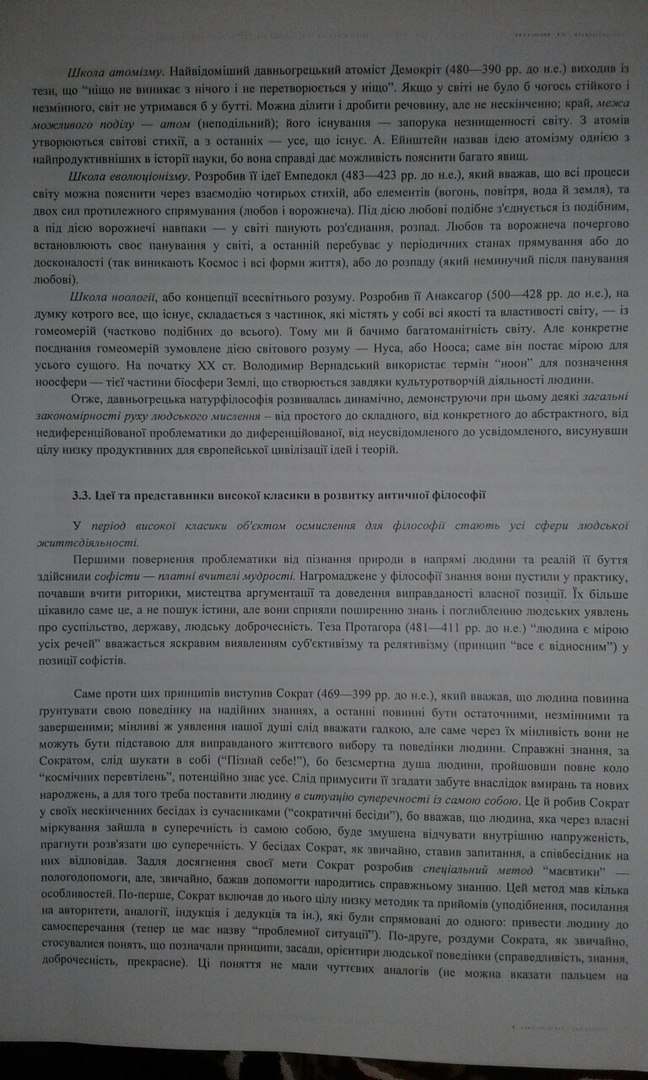 Школа атомізму. Найвідоміший давньогрецький атоміст Демокріт (480—390 рр. до н.е.) виходив із
тези, що “ніщо не виникає з нічого і не перетворюється у ніщо”. Якщо у світі не було б чогось стійкого і
незмінного, світ не утримався б у бутті. Можна ділити і дробити речовину, але не нескінченно; край, межа
можливого поділу — атом (неподільний); його існування — запорука незнищенності світу. З атомів
утворюються світові стихії, а з останніх — усе, що існує. А. Ейнштейн назвав ідею атомізму однією з
найпродуктивніших в історії науки, бо вона справді дає можливість пояснити багато явищ.
Школа еволюціонізму. Розробив її ідеї Емпедокл (483—423 рр. до н.е.), який вважав, що всі процеси
світу можна пояснити через взаємодію чотирьох стихій, або елементів (вогонь, повітря, вода й земля), та
двох сил протилежного спрямування (любов і ворожнеча). Під дією любові подібне з'єднується із подібним,
а під дією ворожнечі навпаки — у світі панують роз'єднання, розпад. Любов та ворожнеча почергово
встановлюють своє панування у світі, а останній перебуває у періодичних станах прямування або до
досконалості (так виникають Космос і всі форми життя), або до розпаду (який неминучий після панування
любові).
Школа ноології, або концепції всесвітнього розуму. Розробив її Анаксагор (500—428 рр. до н.е.), на
думку котрого все, що існує, складається з частинок, які містять у собі всі якості та властивості світу, — із
гомеомерій (частково подібних до всього). Тому ми й бачимо багатоманітність світу. Але конкретне
поєднання гомеомерій зумовлене дією світового розуму — Нуса, або Нооса; саме він постає мірою для
усього сущого. На початку XX ст. Володимир Вернадський використає термін “ноон” для позначення
ноосфери — тієї частини біосфери Землі, що створюється завдяки культуротворчій діяльності людини.
Отже, давньогрецька натурфілософія розвивалась динамічно, демонструючи при цьому деякі загальні
закономірності руху людського мислення – від простого до складного, від конкретного до абстрактного, від
недиференційованої проблематики до диференційованої, від неусвідомленого до усвідомленого, висунувши
цілу низку продуктивних для європейської цивілізації ідей і теорій.
3.3. Ідеї та представники високої класики в розвитку античної філософії
У період високої класики об'єктом осмислення для філософії стають усі сфери людської
життєдіяльності.
Першими повернення проблематики від пізнання природи в напрямі людини та реалій її буття
здійснили софісти — платні вчителі мудрості. Нагромаджене у філософії знання вони пустили у практику,
почавши вчити риторики, мистецтва аргументації та доведення виправданості власної позиції. Їх більше
цікавило саме це, а не пошук істини, але вони сприяли поширенню знань і поглибленню людських уявлень
про суспільство, державу, людську доброчесність. Теза Протагора (481—411 рр. до н.е.) “людина є мірою
усіх речей” вважається яскравим виявленням суб'єктивізму та релятивізму (принцип “все є відносним”) у
позиції софістів.
Саме проти цих принципів виступив Сократ (469—399 рр. до н.е.), який вважав, що людина повинна
ґрунтувати свою поведінку на надійних знаннях, а останні повинні бути остаточними, незмінними та
завершеними; мінливі ж уявлення нашої душі слід вважати гадкою, але саме через їх мінливість вони не
можуть бути підставою для виправданого життєвого вибору та поведінки людини. Справжні знання, за
Сократом, слід шукати в собі (“Пізнай себе!”), бо безсмертна душа людини, пройшовши повне коло
“космічних перевтілень”, потенційно знає усе. Слід примусити її згадати забуте внаслідок вмирань та нових
народжень, а для того треба поставити людину в ситуацію суперечності із самою собою. Це й робив Сократ
у своїх нескінченних бесідах із сучасниками (“сократичні бесіди”), бо вважав, що людина, яка через власні
міркування зайшла в суперечність із самою собою, буде змушена відчувати внутрішню напруженість,
прагнути розв'язати цю суперечність. У бесідах Сократ, як звичайно, ставив запитання, а співбесідник на
них відповідав. Задля досягнення своєї мети Сократ розробив спеціальний метод “маєвтики” —
пологодопомоги, але, звичайно, бажав допомогти народитись справжньому знанню. Цей метод мав кілька
особливостей. По-перше, Сократ включав до нього цілу низку методик та прийомів (уподібнення, посилання
на авторитети, аналогії, індукція і дедукція та ін.), які були спрямовані до одного: привести людину до
самосперечання (тепер це має назву “проблемної ситуації”). По-друге, роздуми Сократа, як звичайно,
стосувалися понять, що позначали принципи, засади, орієнтири людської поведінки (справедливість, знання,
доброчесність, прекрасне). Ці поняття не мали чуттєвих аналогів (не можна вказати пальцем на